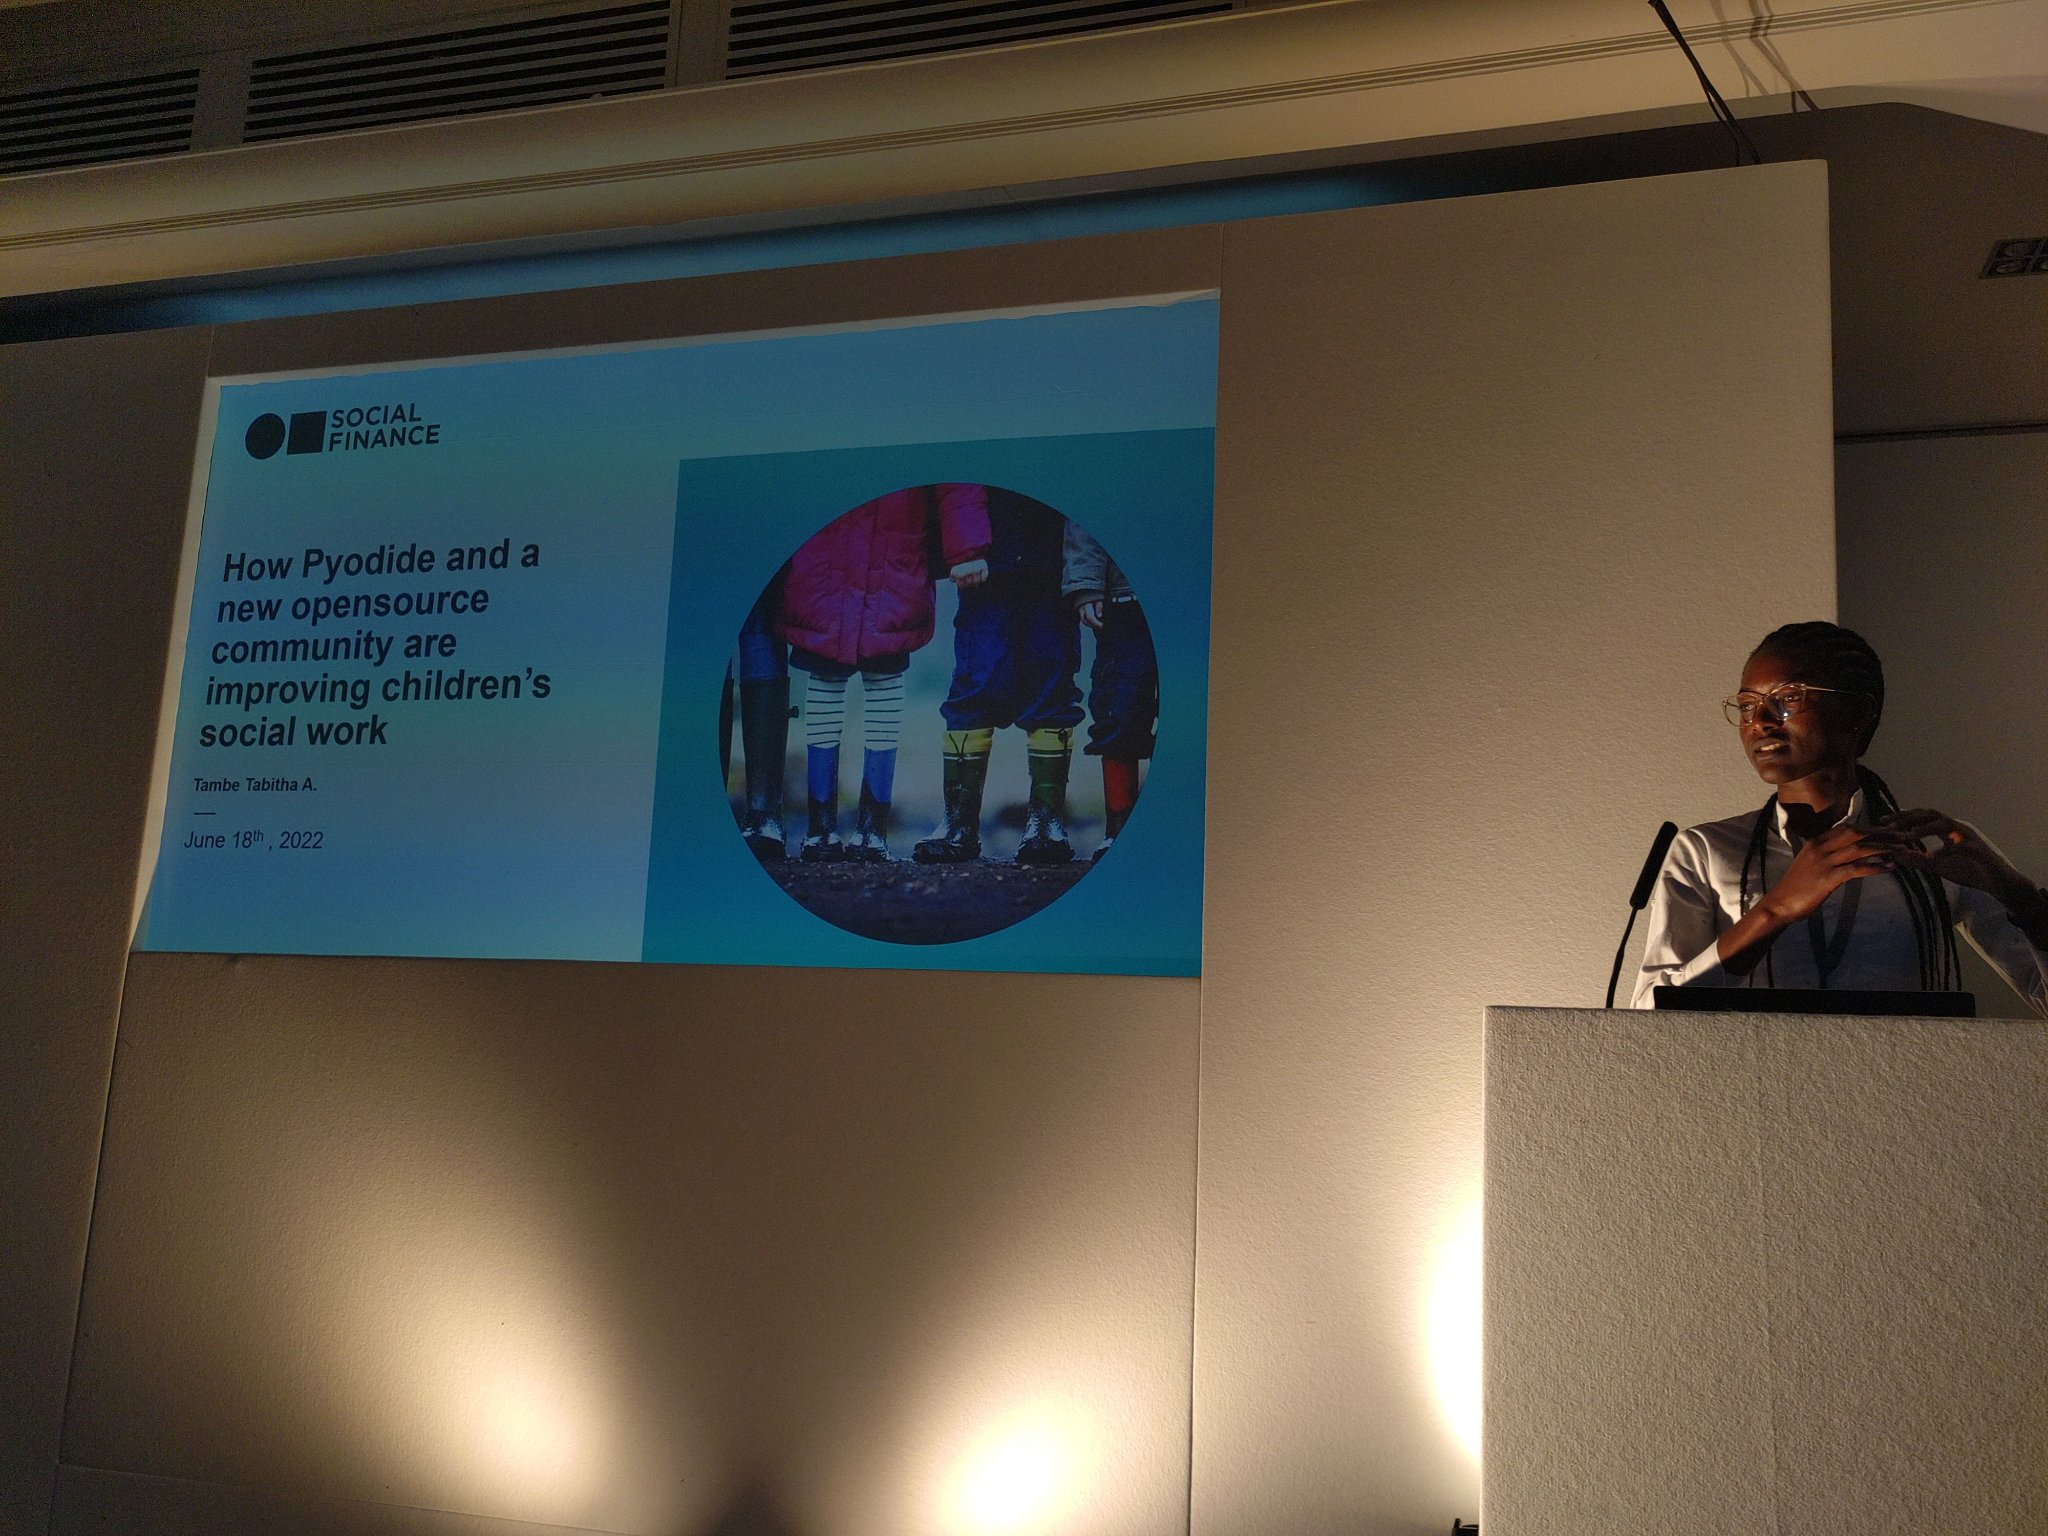 SOCIAL
FINANCE
How Pyodide and a
new opensource
community are
improving children's
social work
Tambe Tabitha A.
June 18th , 2022